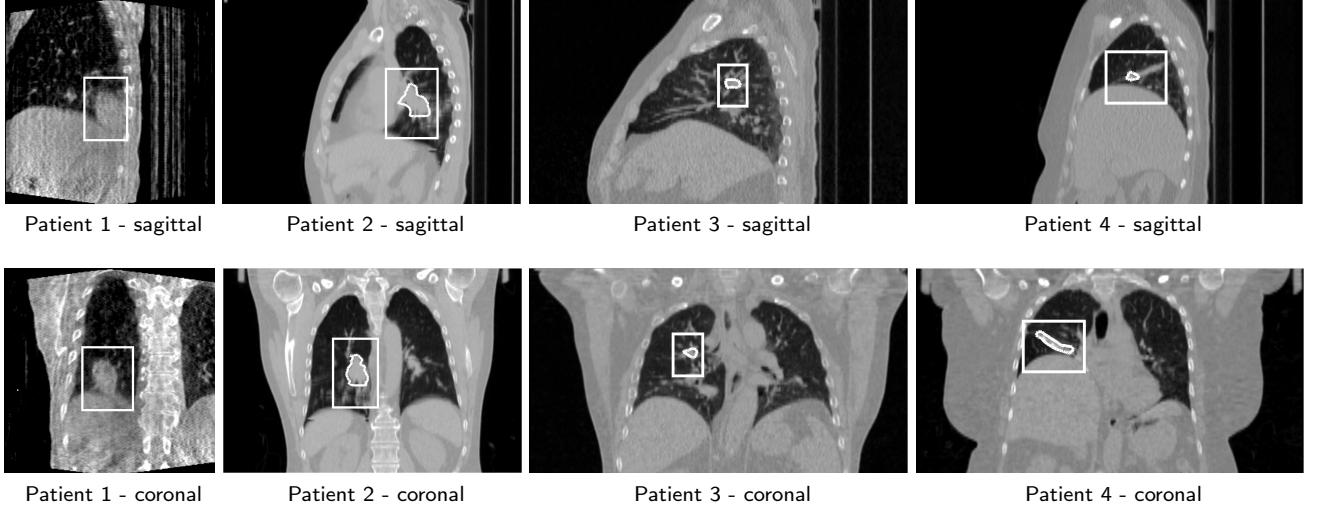 Patient 1 - sagittal
Patient 2 - sagittal
Patient 3 - sagittal
Patient 4 - sagittal
Patient 1 - coronal
Patient 2 - coronal
Patient 3 - coronal
Patient 4 - coronal